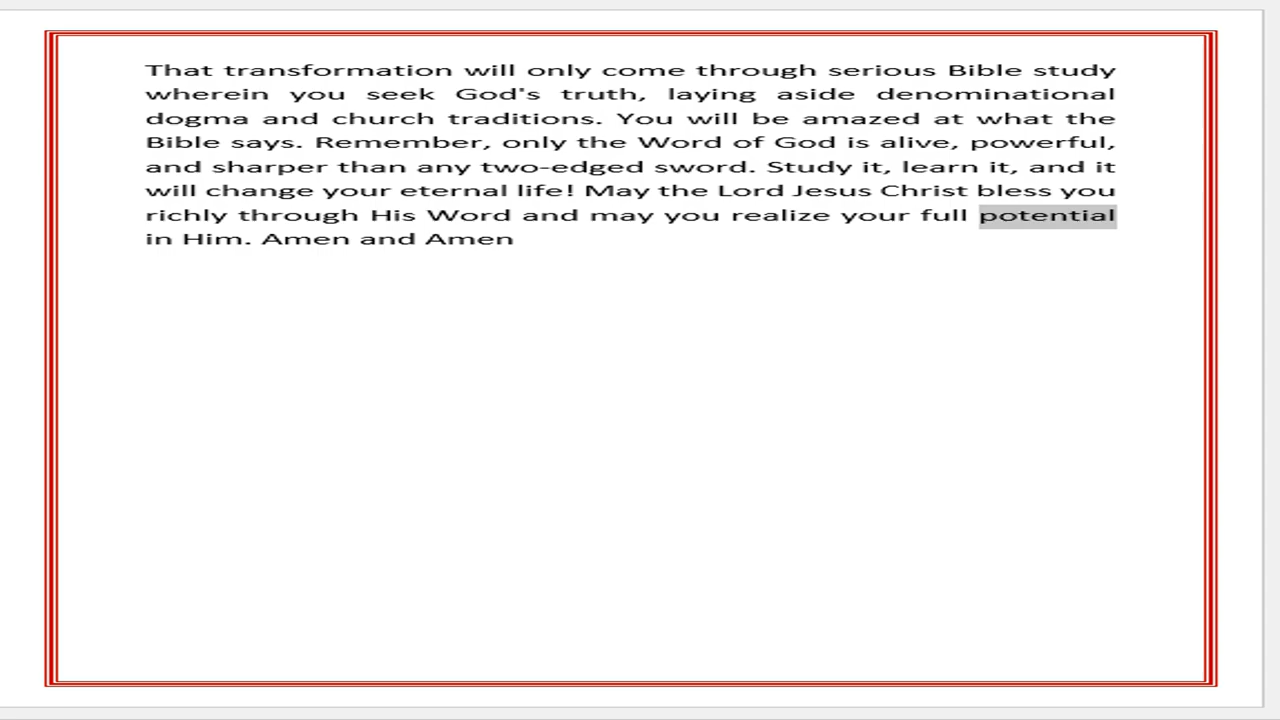 That transformation will only come through serious Bible study
wherein you seek God's truth, laying aside denominational
dogma and church traditions. You will be amazed at what the
Bible says. Remember, only the Word of God is alive, powerful,
and sharper than any two-edged sword. Study it, learn it, and it
will change your eternal life! May the Lord Jesus Christ bless you
richly through His Word and may you realize your full potential
in Him. Amen and Amen